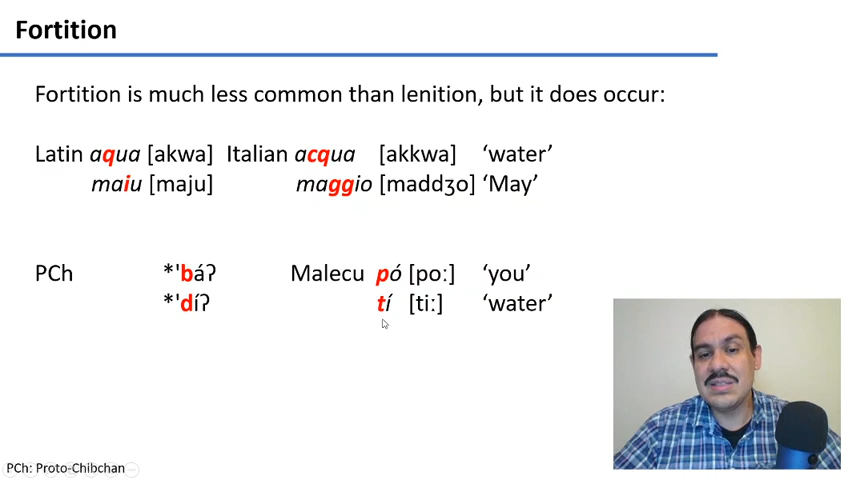 Fortition
Fortition is much less common than lenition, but it does occur:
Latin aqua [akwa] Italian acqua [akkwa] ‘water’
maiu [maju] maggio [maddʒo] ‘May’
PCh *ˈbáʔ Malecu pó [poː] ‘you’
*ˈdíʔ tí [tiː] ‘water’
PCh: Proto-Chibchan